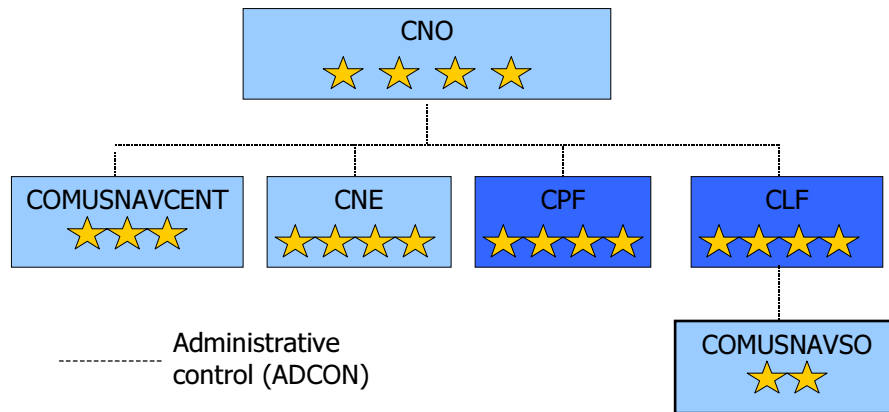 CNO
COMUSNAVCENT
CNE
CPF
CLF
COMUSNAVSO
Administrative
control (ADCON)